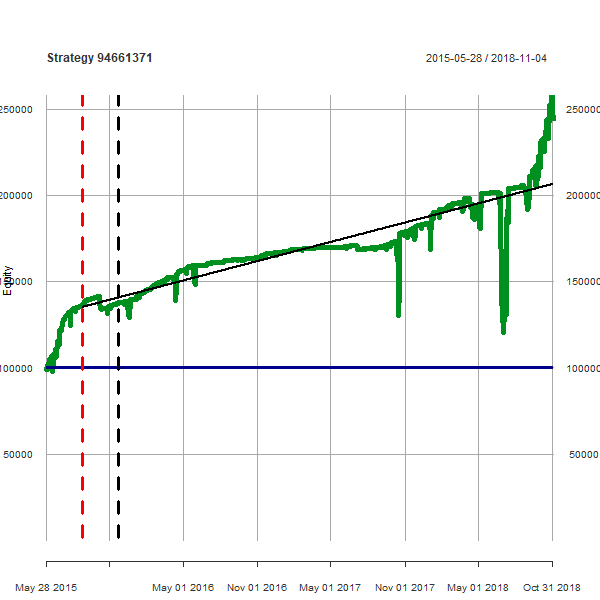 Strategy 94661371
2015-05-28 / 2018-11-04
250000
250000
200000
200000
150000
150000
100000
100000
50000
50000
Equity
May 28 2015
May 01 2016
Nov 01 2016
May 01 2017
Nov 01 2017
May 01 2018
Oct 31 2018